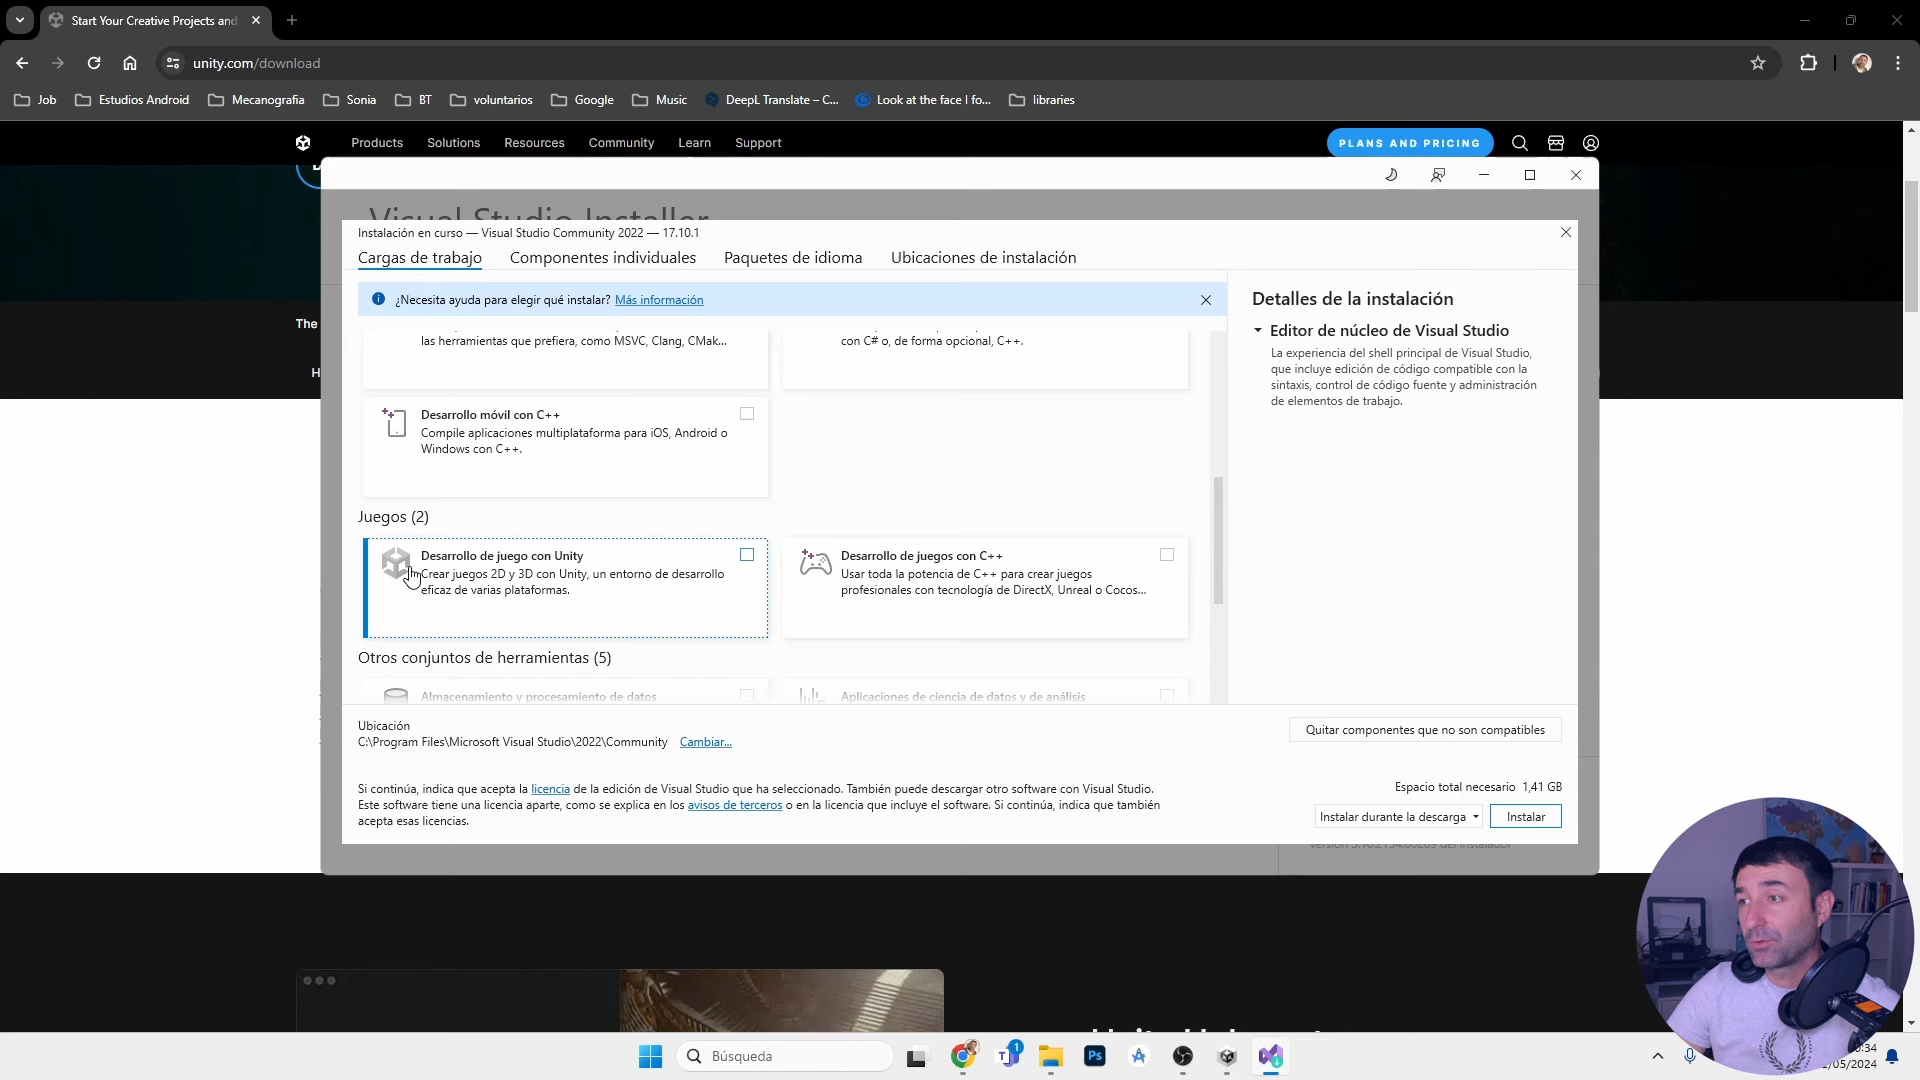 Start Your Creative Projects and
unity.com/download
Job
Estudios Android
Mecanografia
Sonia
BT
voluntarios
Google
Music
DeepL Translate – C...
Look at the face I fo...
libraries
Products
Solutions
Resources
Community
Learn
Support
PLANS AND PRICING
Visual Studio Installer
The
H
Instalación en curso — Visual Studio Community 2022 — 17.10.1
Cargas de trabajo
Componentes individuales
Paquetes de idioma
Ubicaciones de instalación
¿Necesita ayuda para elegir qué instalar? Más información
las herramientas que prefiera, como MSVC, Clang, CMak...
con C# o, de forma opcional, C++.
Desarrollo móvil con C++
Compile aplicaciones multiplataforma para iOS, Android o
Windows con C++.
Juegos (2)
Desarrollo de juego con Unity
Crear juegos 2D y 3D con Unity, un entorno de desarrollo
eficaz de varias plataformas.
Desarrollo de juegos con C++
Usar toda la potencia de C++ para crear juegos
profesionales con tecnología de DirectX, Unreal o Cocos...
Otros conjuntos de herramientas (5)
Almacenamiento y procesamiento de datos
Aplicaciones de ciencia de datos y de análisis
Detalles de la instalación
Editor de núcleo de Visual Studio
La experiencia del shell principal de Visual Studio,
que incluye edición de código compatible con la
sintaxis, control de código fuente y administración
de elementos de trabajo.
Ubicación
C:\Program Files\Microsoft Visual Studio\2022\Community Cambiar...
Quitar componentes que no son compatibles
Si continúa, indica que acepta la licencia de la edición de Visual Studio que ha seleccionado. También puede descargar otro software con Visual Studio.
Este software tiene una licencia aparte, como se explica en los avisos de terceros o en la licencia que incluye el software. Si continúa, indica que también
acepta esas licencias.
Espacio total necesario 1,41 GB
Instalar durante la descarga
Instalar
Búsqueda
1
Ps
:34
/05/2024